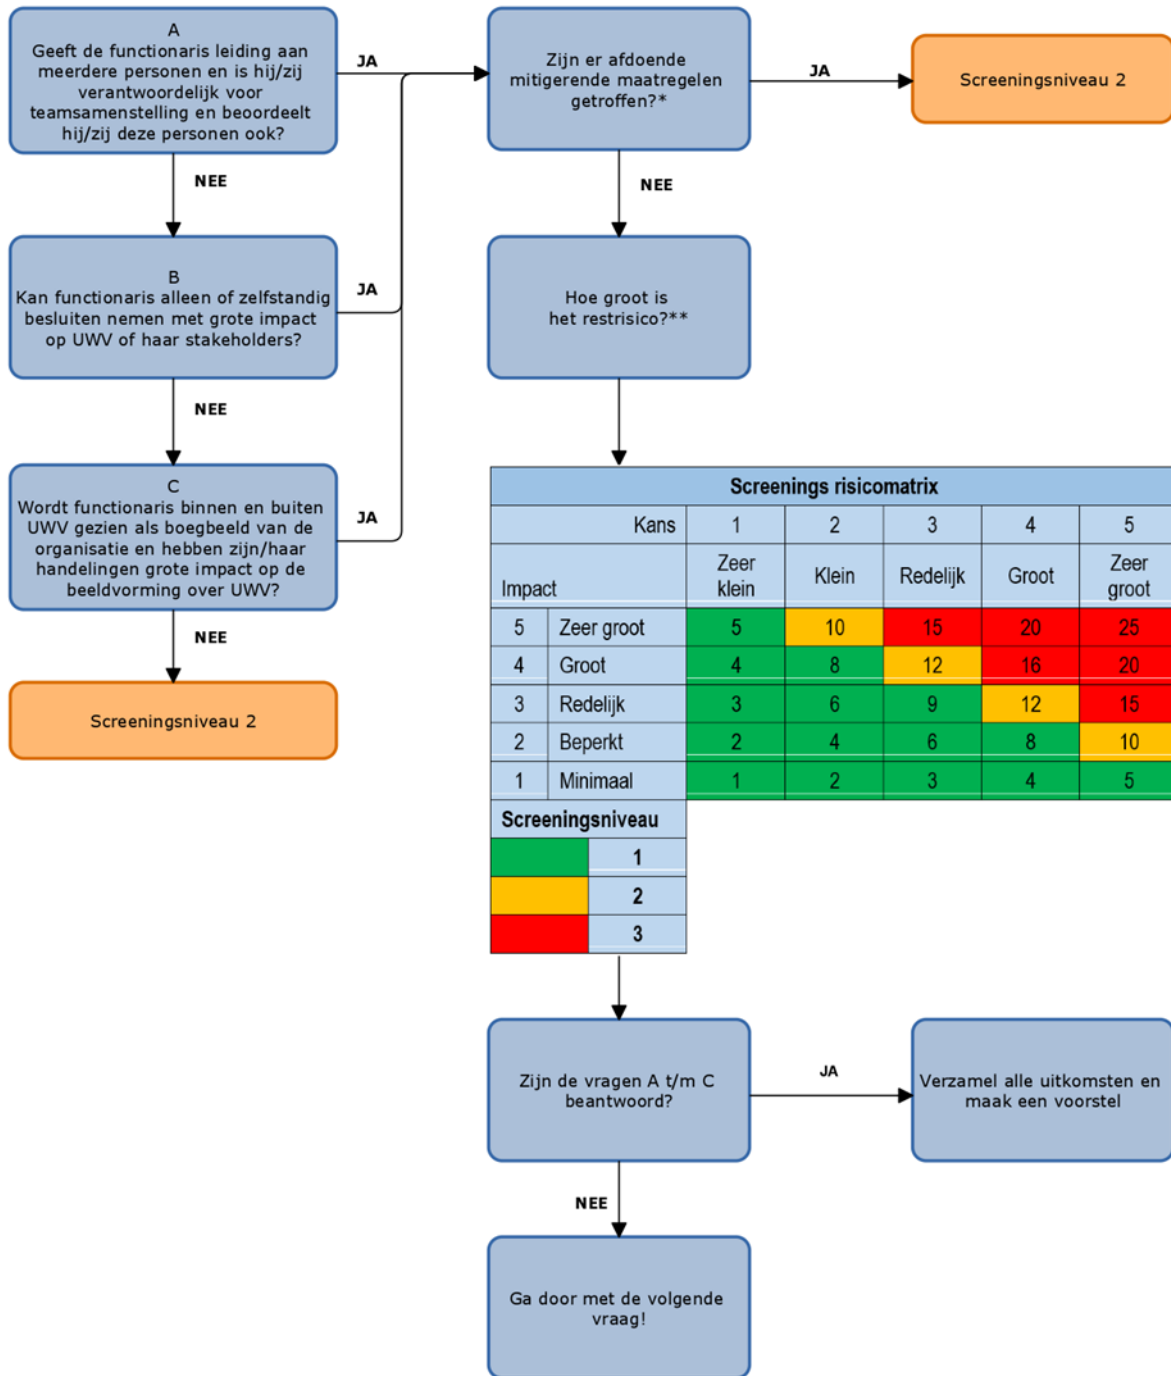 A
Geeft de functionaris leiding aan
meerdere personen en is hij/zij
verantwoordelijk voor
teamsamenstelling en beoordeelt
hij/zij deze personen ook?
JA
Zijn er afdoende
mitigerende maatregelen
getroffen?*
JA
Screeningsniveau 2
NEE
NEE
B
Kan functionaris alleen of zelfstandig
besluiten nemen met grote impact
op UWV of haar stakeholders?
JA
Hoe groot is
het restrisico?**
NEE
C
Wordt functionaris binnen en buiten
UWV gezien als boegbeeld van de
organisatie en hebben zijn/haar
handelingen grote impact op de
beeldvorming over UWV?
JA
NEE
Screeningsniveau 2
Screenings risicomatrix
Kans 1 2 3 4 5
Impact Zeer klein Klein Redelijk Groot Zeer groot
5 Zeer groot 5 10 15 20 25
4 Groot 4 8 12 16 20
3 Redelijk 3 6 9 12 15
2 Beperkt 2 4 6 8 10
1 Minimaal 1 2 3 4 5
Screeningsniveau
1
2
3
Zijn de vragen A t/m C
beantwoord?
JA
Verzamel alle uitkomsten en
maak een voorstel
NEE
Ga door met de volgende
vraag!